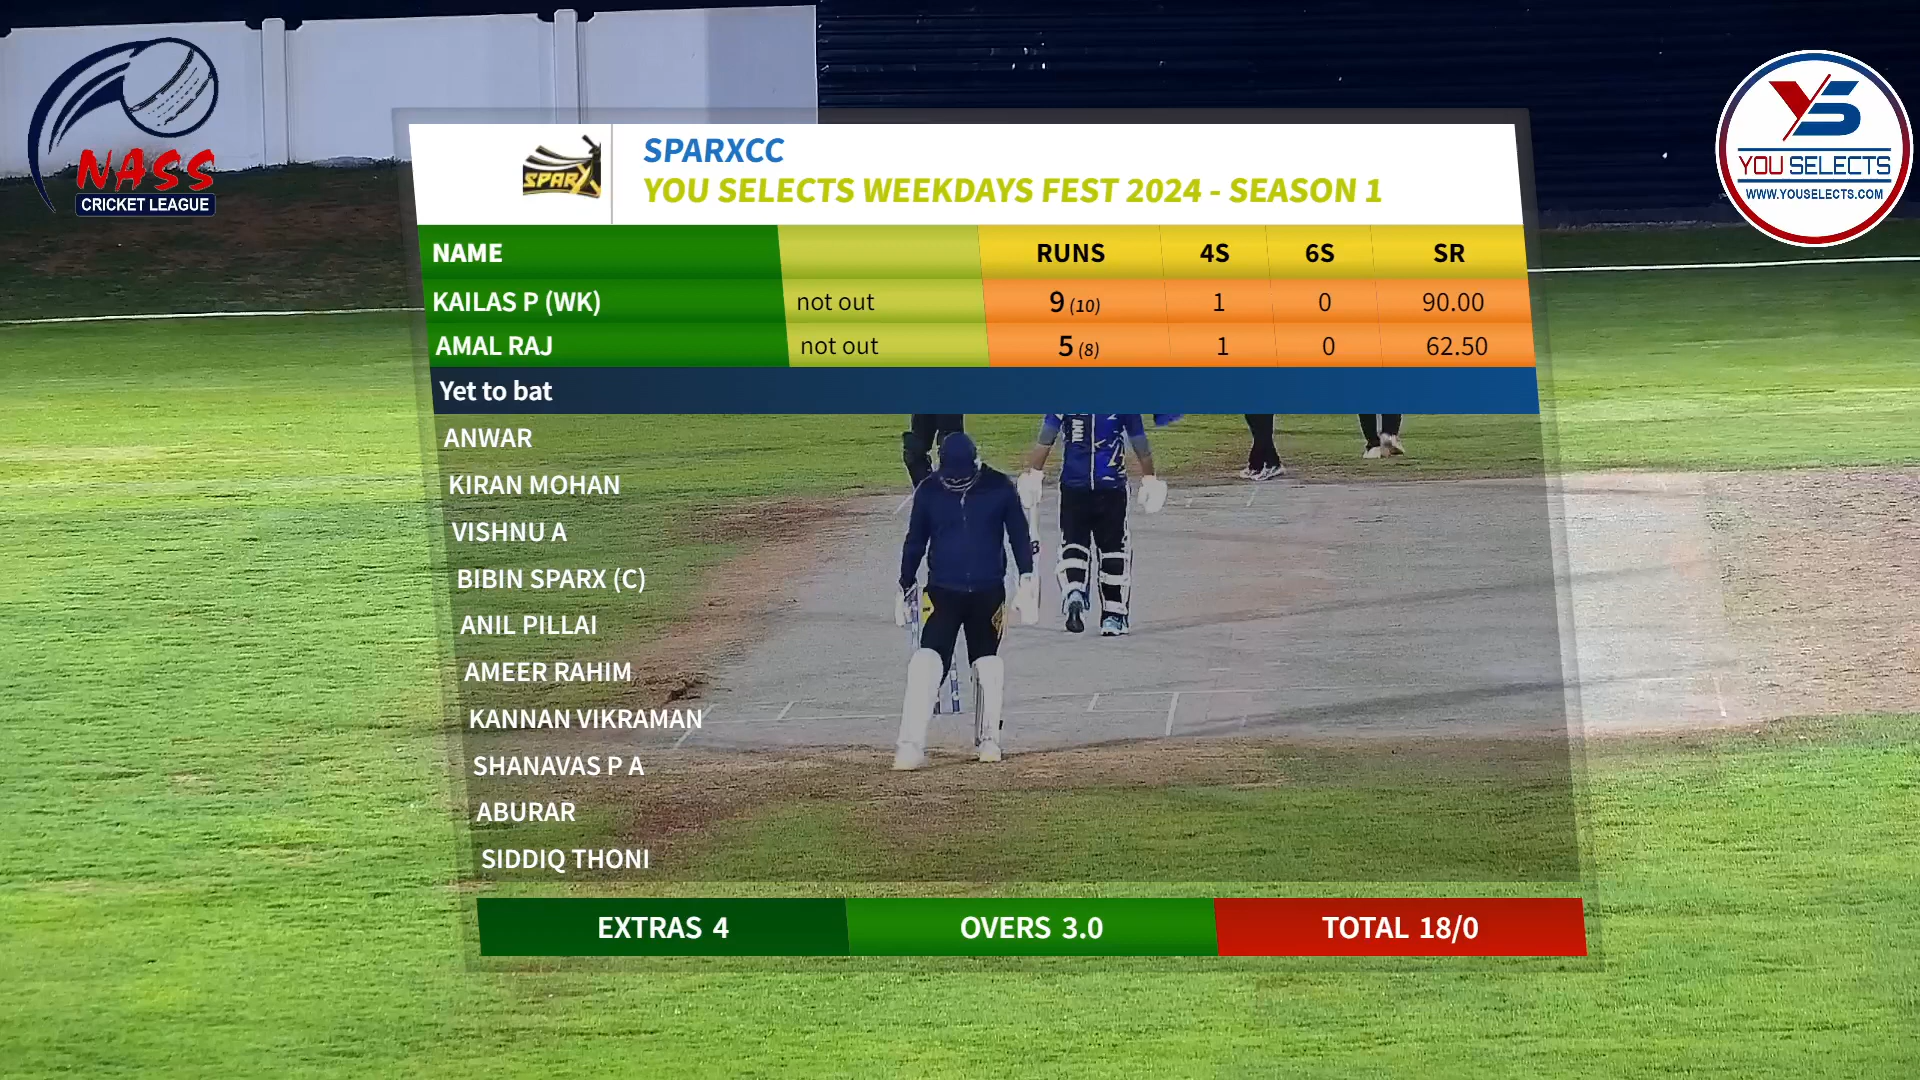 NASS
CRICKET LEAGUE
YS
YOU SELECTS
WWW.YOUSELECTS.COM
SPARX
SPARXCC
YOU SELECTS WEEKDAYS FEST 2024 - SEASON 1
NAME RUNS 4S 6S SR
KAILAS P (WK) not out 9 (10) 1 0 90.00
AMAL RAJ not out 5 (8) 1 0 62.50
Yet to bat
ANWAR
KIRAN MOHAN
VISHNU A
BIBIN SPARX (C)
ANIL PILLAI
AMEER RAHIM
KANNAN VIKRAMAN
SHANAVAS P A
ABURAR
SIDDIQ THONI
EXTRAS 4 OVERS 3.0 TOTAL 18/0
AMAL